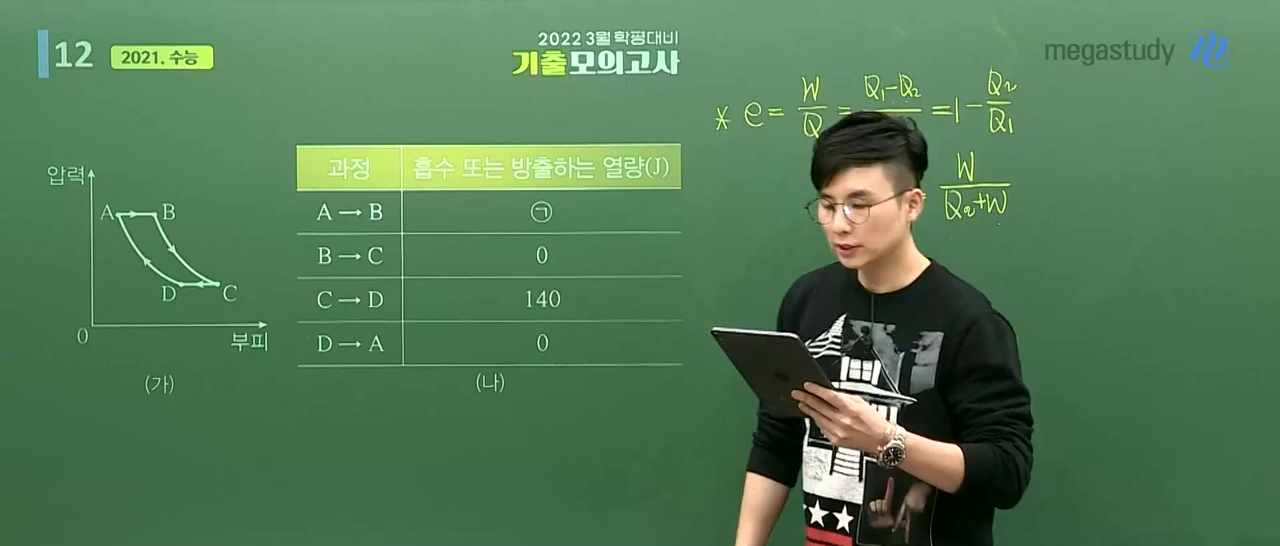 12 2021. 수능
2022 3월 학평대비
기출모의고사
megastudy
* e = W/Q = Q₁-Q₂ = 1 - Q₂/Q₁
W/(Q₂+W)
압력
A B
D C
0 부피
(가)
과정 흡수 또는 방출하는 열량(J)
A → B ㉠
B → C 0
C → D 140
D → A 0
(나)